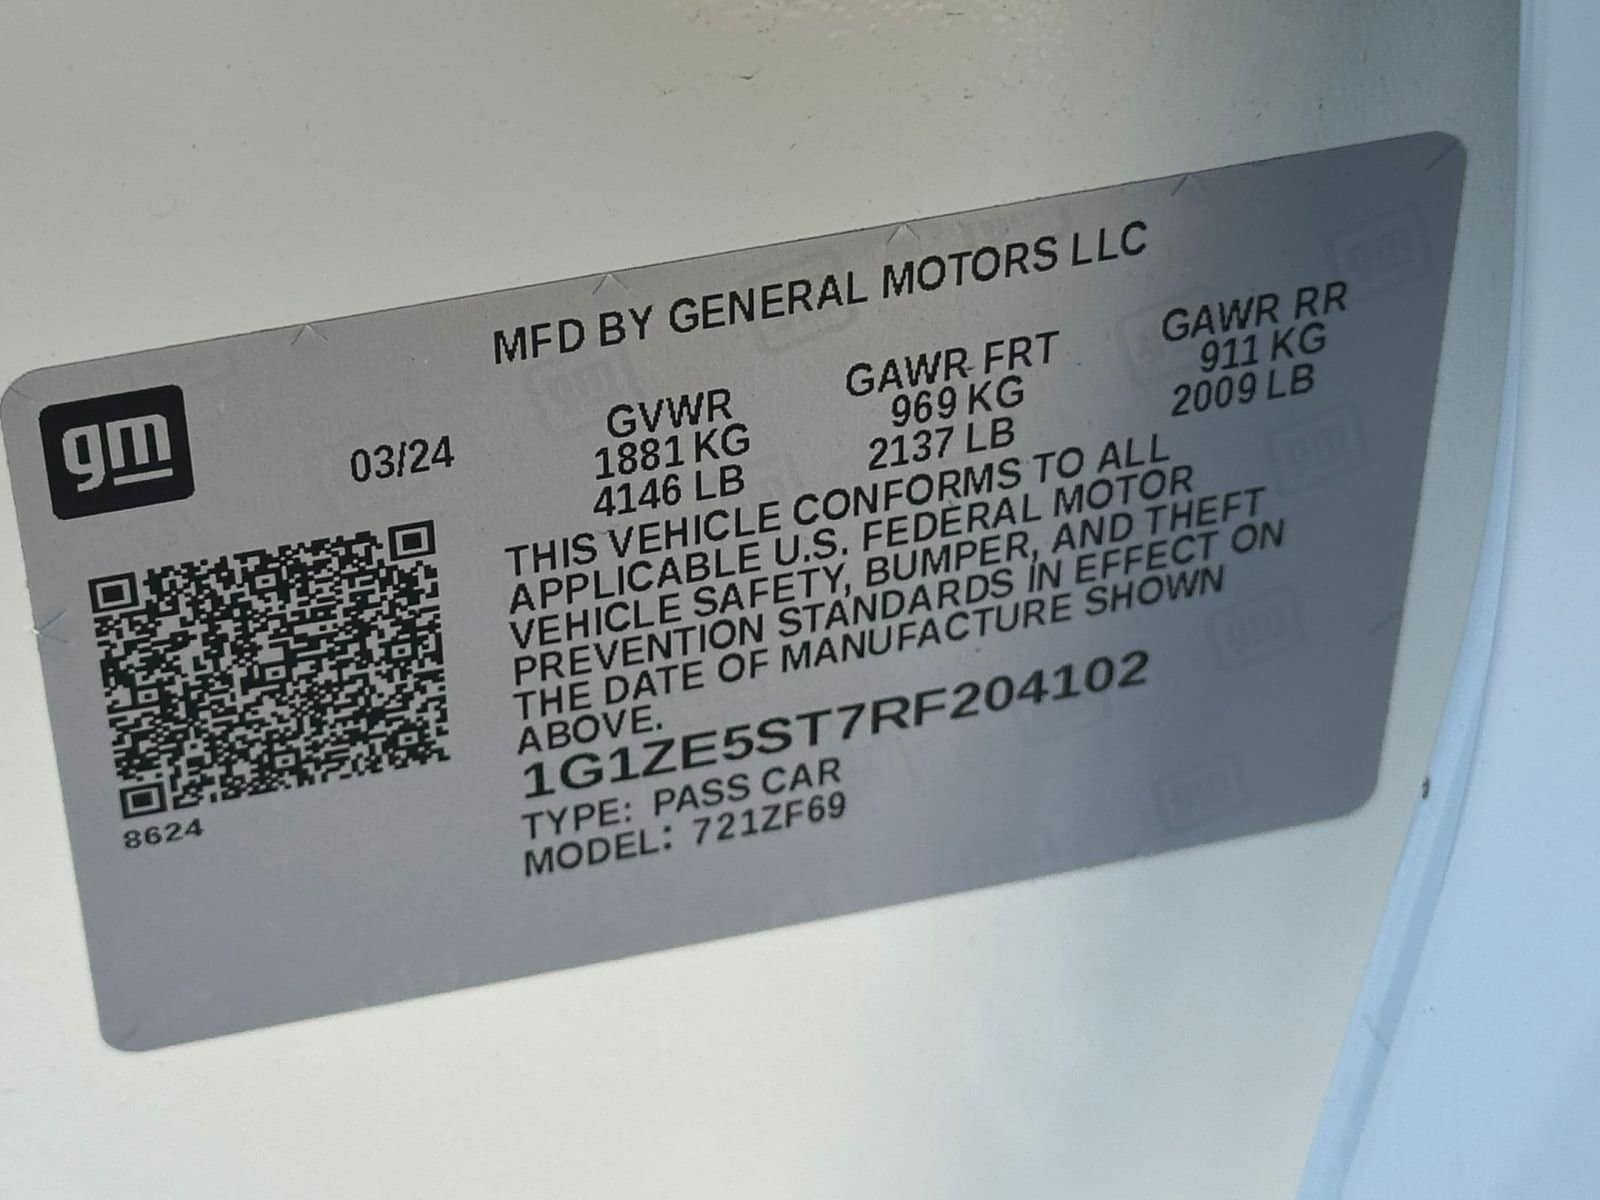 MFD BY GENERAL MOTORS LLC
gm
03/24
GVWR
1881 KG
4146 LB
GAWR FRT
969 KG
2137 LB
GAWR RR
911 KG
2009 LB
THIS VEHICLE CONFORMS TO ALL
APPLICABLE U.S. FEDERAL MOTOR
VEHICLE SAFETY, BUMPER, AND THEFT
PREVENTION STANDARDS IN EFFECT ON
THE DATE OF MANUFACTURE SHOWN
ABOVE.
1G1ZE5ST7RF204102
TYPE: PASS CAR
MODEL: 721ZF69
8624